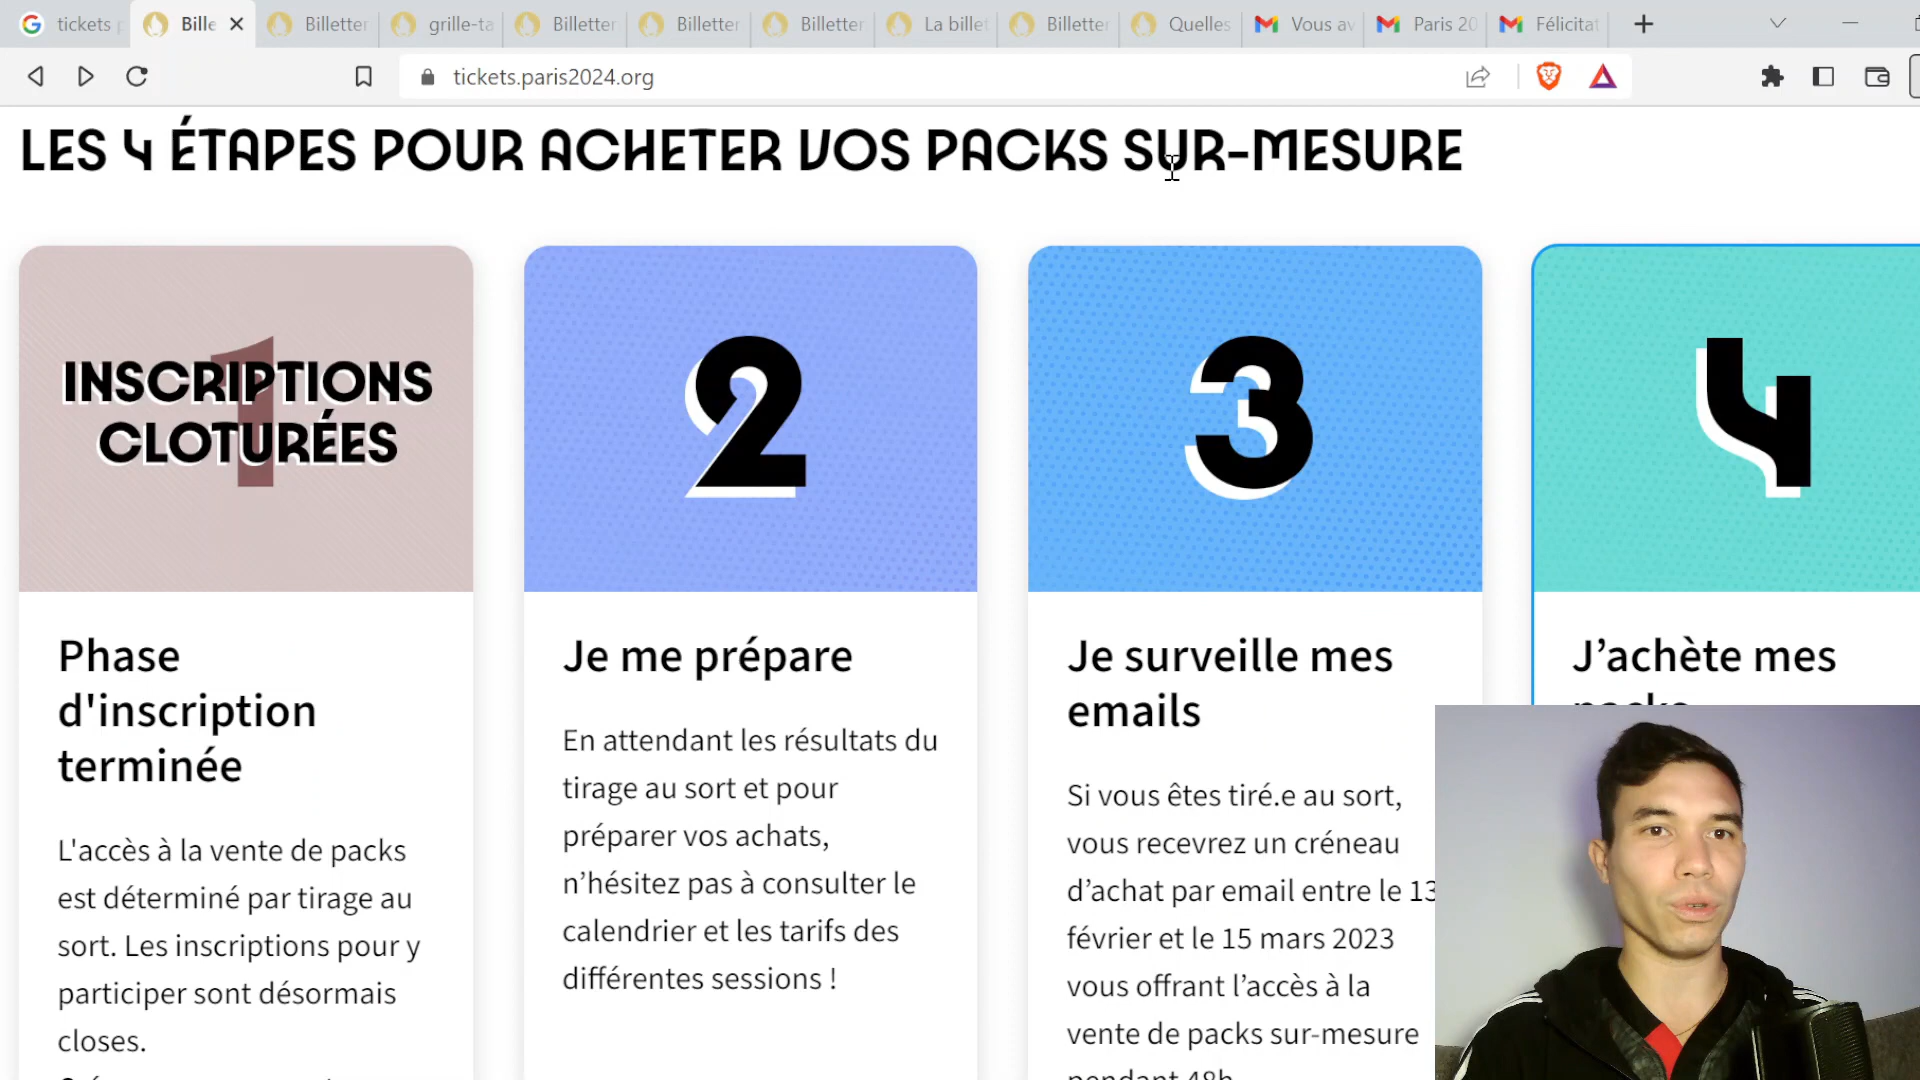 tickets p
Bille
Billetter
grille-ta
Billetter
Billetter
Billetter
La billet
Billetter
Quelles
Vous av
Paris 20
Félicitat
tickets.paris2024.org
LES 4 ÉTAPES POUR ACHETER VOS PACKS SUR-MESURE
1
INSCRIPTIONS
CLOTURÉES
Phase
d'inscription
terminée
L'accès à la vente de packs
est déterminé par tirage au
sort. Les inscriptions pour y
participer sont désormais
closes.
2
Je me prépare
En attendant les résultats du
tirage au sort et pour
préparer vos achats,
n’hésitez pas à consulter le
calendrier et les tarifs des
différentes sessions !
3
Je surveille mes
emails
Si vous êtes tiré.e au sort,
vous recevrez un créneau
d’achat par email entre le 13
février et le 15 mars 2023
vous offrant l’accès à la
vente de packs sur-mesure
pendant 48h
4
J’achète mes
packs